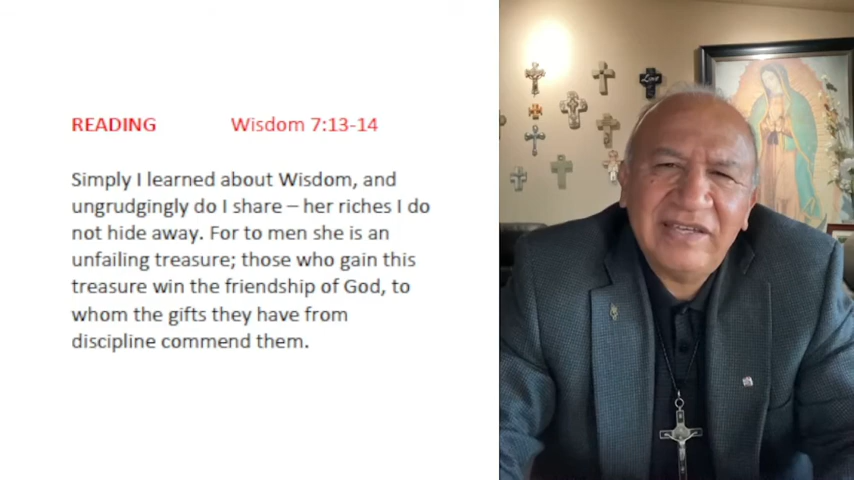 READING Wisdom 7:13-14
Simply I learned about Wisdom, and
ungrudgingly do I share – her riches I do
not hide away. For to men she is an
unfailing treasure; those who gain this
treasure win the friendship of God, to
whom the gifts they have from
discipline commend them.
Love